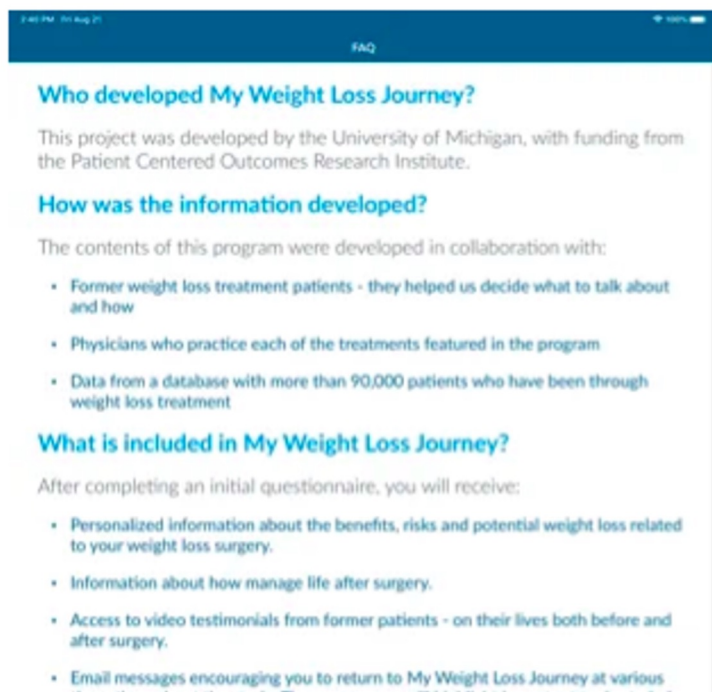 2:40 PM Fri Aug 21
100%
FAQ
Who developed My Weight Loss Journey?
This project was developed by the University of Michigan, with funding from
the Patient Centered Outcomes Research Institute.
How was the information developed?
The contents of this program were developed in collaboration with:
• Former weight loss treatment patients - they helped us decide what to talk about
and how
• Physicians who practice each of the treatments featured in the program
• Data from a database with more than 90,000 patients who have been through
weight loss treatment
What is included in My Weight Loss Journey?
After completing an initial questionnaire, you will receive:
• Personalized information about the benefits, risks and potential weight loss related
to your weight loss surgery.
• Information about how manage life after surgery.
• Access to video testimonials from former patients - on their lives both before and
after surgery.
• Email messages encouraging you to return to My Weight Loss Journey at various